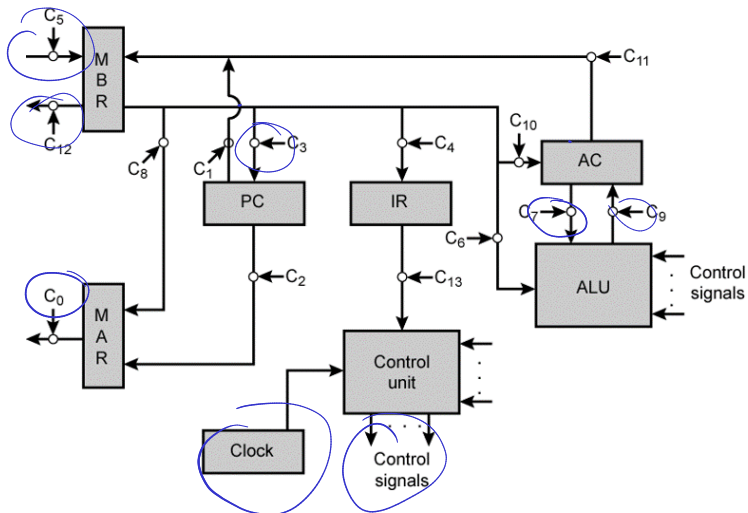 C5
M
B
R
C11
C12
C8
C1
C3
C4
C10
AC
PC
IR
C7
C9
C6
C2
C13
ALU
Control
signals
C0
M
A
R
Control
unit
Clock
Control
signals